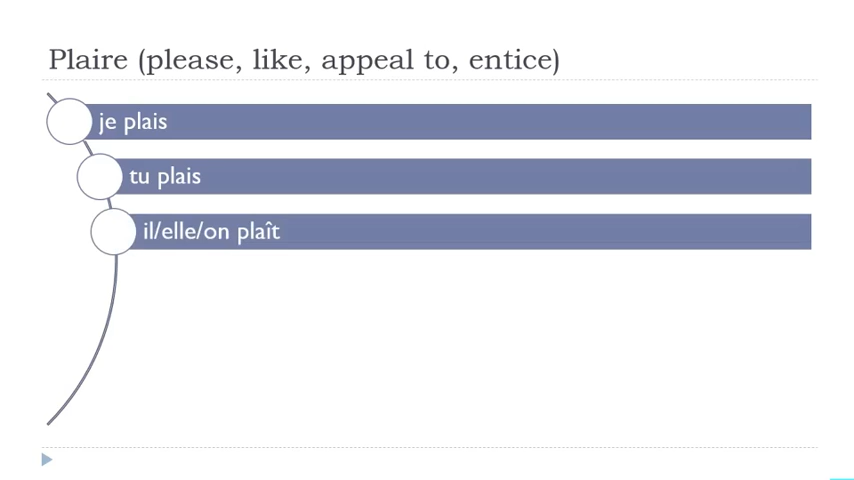 Plaire (please, like, appeal to, entice)
je plais
tu plais
il/elle/on plaît